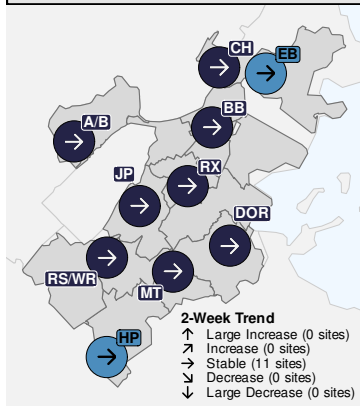 CH
EB
BB
A/B
RX
JP
DOR
RS/WR
MT
HP
2-Week Trend
↑ Large Increase (0 sites)
↗ Increase (0 sites)
→ Stable (11 sites)
↘ Decrease (0 sites)
↓ Large Decrease (0 sites)